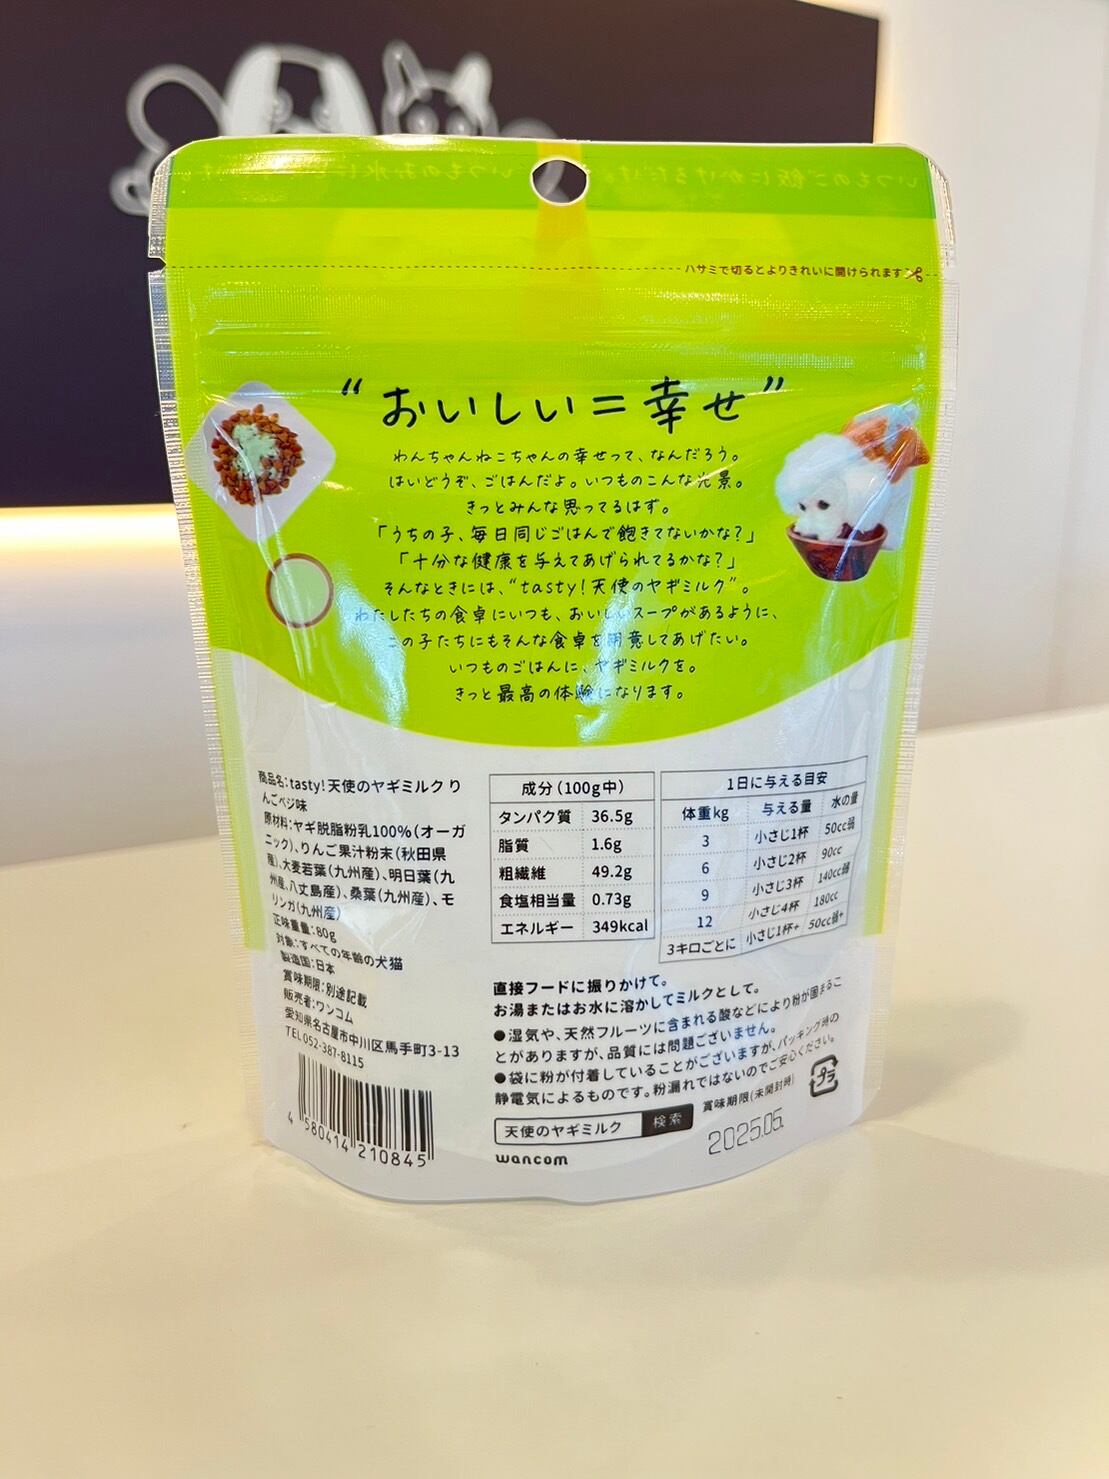 ハサミで切るとよりきれいに開けられます
“おいしい＝幸せ”
わんちゃんねこちゃんの幸せって、なんだろう。
はいどうぞ、ごはんだよ。いつものこんな光景。
きっとみんな思ってるはず。
「うちの子、毎日同じごはんで飽きてないかな？」
「十分な健康を与えてあげられてるかな？」
そんなときには、“tasty！天使のヤギミルク”。
わたしたちの食卓にいつも、おいしいスープがあるように、
この子たちにもそんな食卓を用意してあげたい。
いつものごはんに、ヤギミルクを。
きっと最高の体験になります。
商品名：tasty！天使のヤギミルク り
んごベジ味
原材料：ヤギ脱脂粉乳100%（オーガ
ニック）、りんご果汁粉末（秋田県
産）、大麦若葉（九州産）、明日葉（九
州産、八丈島産）、桑葉（九州産）、モ
リンガ（九州産）
正味重量：80g
対象：すべての年齢の犬猫
製造国：日本
賞味期限：別途記載
販売者：ワンコム
愛知県名古屋市中川区馬手町3-13
TEL052-387-8115
4 580414 210845
成分（100g中）
タンパク質 36.5g
脂質 1.6g
粗繊維 49.2g
食塩相当量 0.73g
エネルギー 349kcal
1日に与える目安
体重kg 与える量 水の量
3 小さじ1杯 50cc弱
6 小さじ2杯 90cc
9 小さじ3杯 140cc弱
12 小さじ4杯 180cc
3キロごとに 小さじ1杯+ 50cc弱+
直接フードに振りかけて。
お湯またはお水に溶かしてミルクとして。
●湿気や、天然フルーツに含まれる酸などにより粉が固まるこ
とがありますが、品質には問題ございません。
●袋に粉が付着していることがございますが、パッキング時の
静電気によるものです。粉漏れではないのでご安心ください。
天使のヤギミルク 検索
wancom
賞味期限（未開封時）
2025.05.
プラ